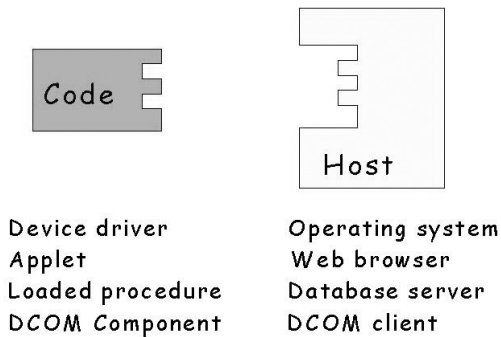 Code
Host
Device driver Operating system
Applet Web browser
Loaded procedure Database server
DCOM Component DCOM client